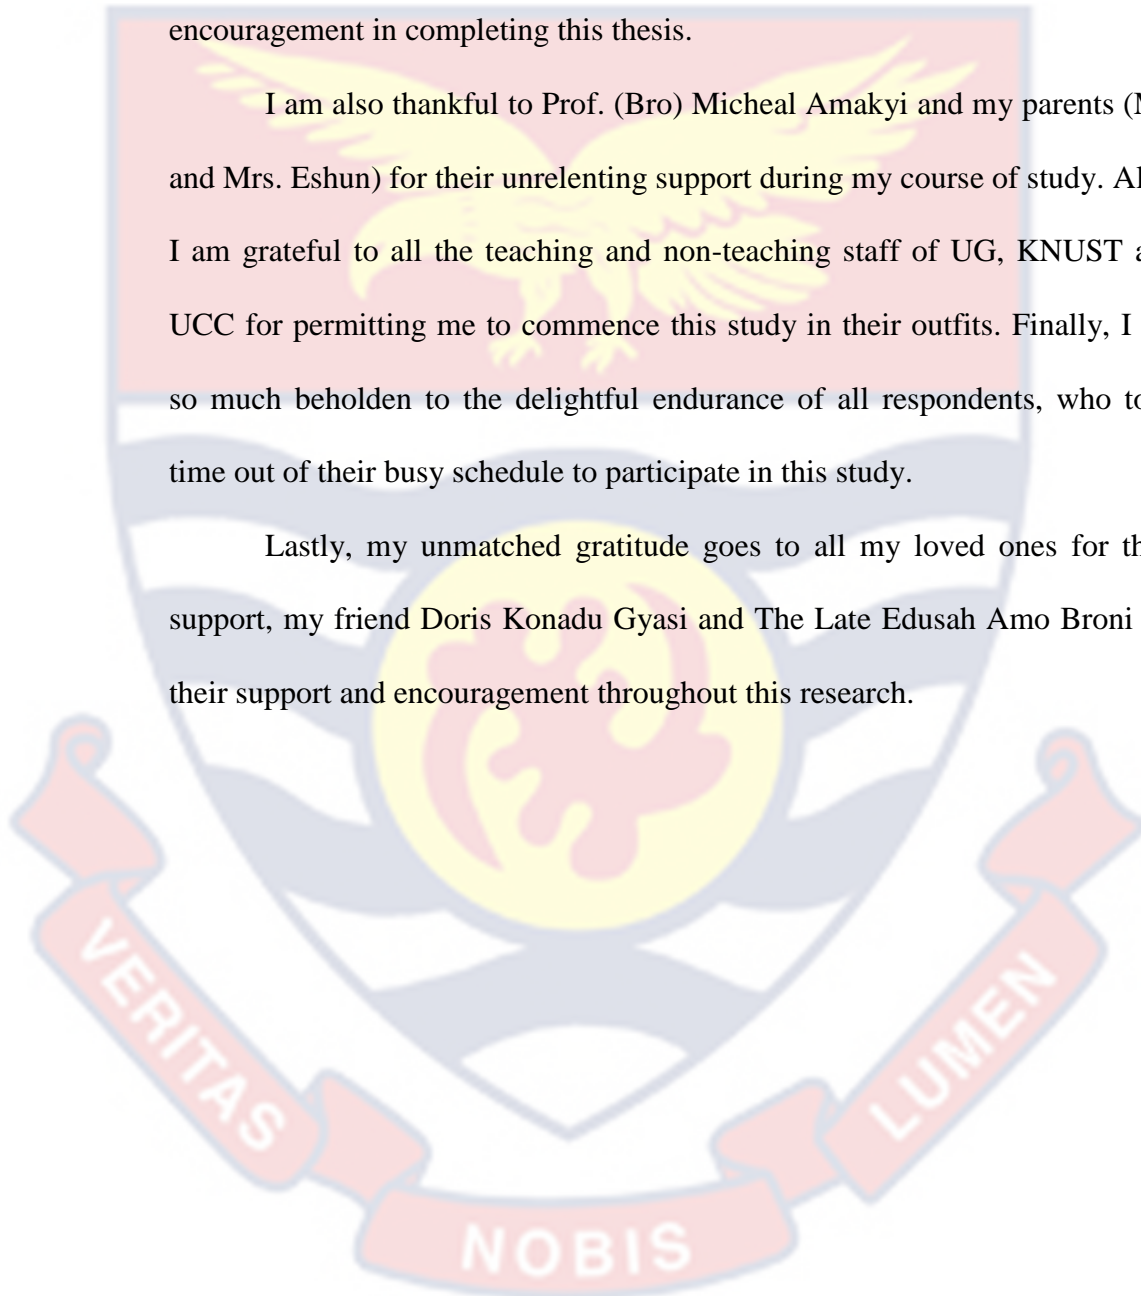 encouragement in completing this thesis.
I am also thankful to Prof. (Bro) Micheal Amakyi and my parents (
and Mrs. Eshun) for their unrelenting support during my course of study.
I am grateful to all the teaching and non-teaching staff of UG, KNUST
UCC for permitting me to commence this study in their outfits. Finally, I
so much beholden to the delightful endurance of all respondents, who
time out of their busy schedule to participate in this study.
Lastly, my unmatched gratitude goes to all my loved ones for
support, my friend Doris Konadu Gyasi and The Late Edusah Amo Broni
their support and encouragement throughout this research.
VERITAS
NOBIS
LUMEN